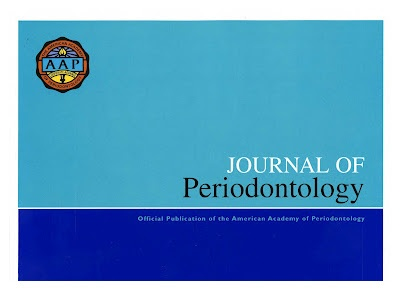 AAP
JOURNAL OF
Periodontology
Official Publication of the American Academy of Periodontology